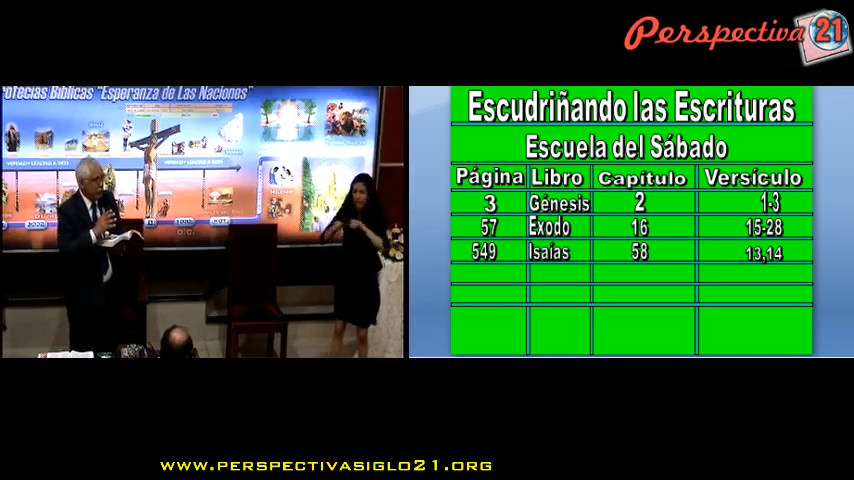 Perspectiva 21
rofecías Bíblicas "Esperanza de Las Naciones"
Escudriñando las Escrituras
Escuela del Sábado
Página Libro Capítulo Versículo
3 Génesis 2 1-3
57 Exodo 16 15-28
549 Isaías 58 13,14
www.perspectivasiglo21.org